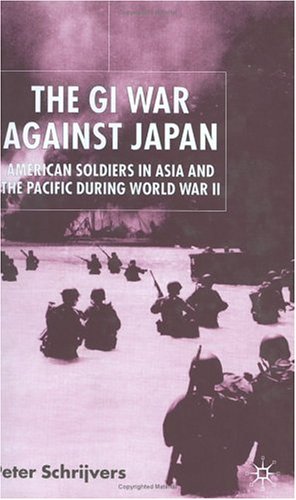 THE GI WAR
AGAINST JAPAN
AMERICAN SOLDIERS IN ASIA AND
THE PACIFIC DURING WORLD WAR II
Peter Schrijvers